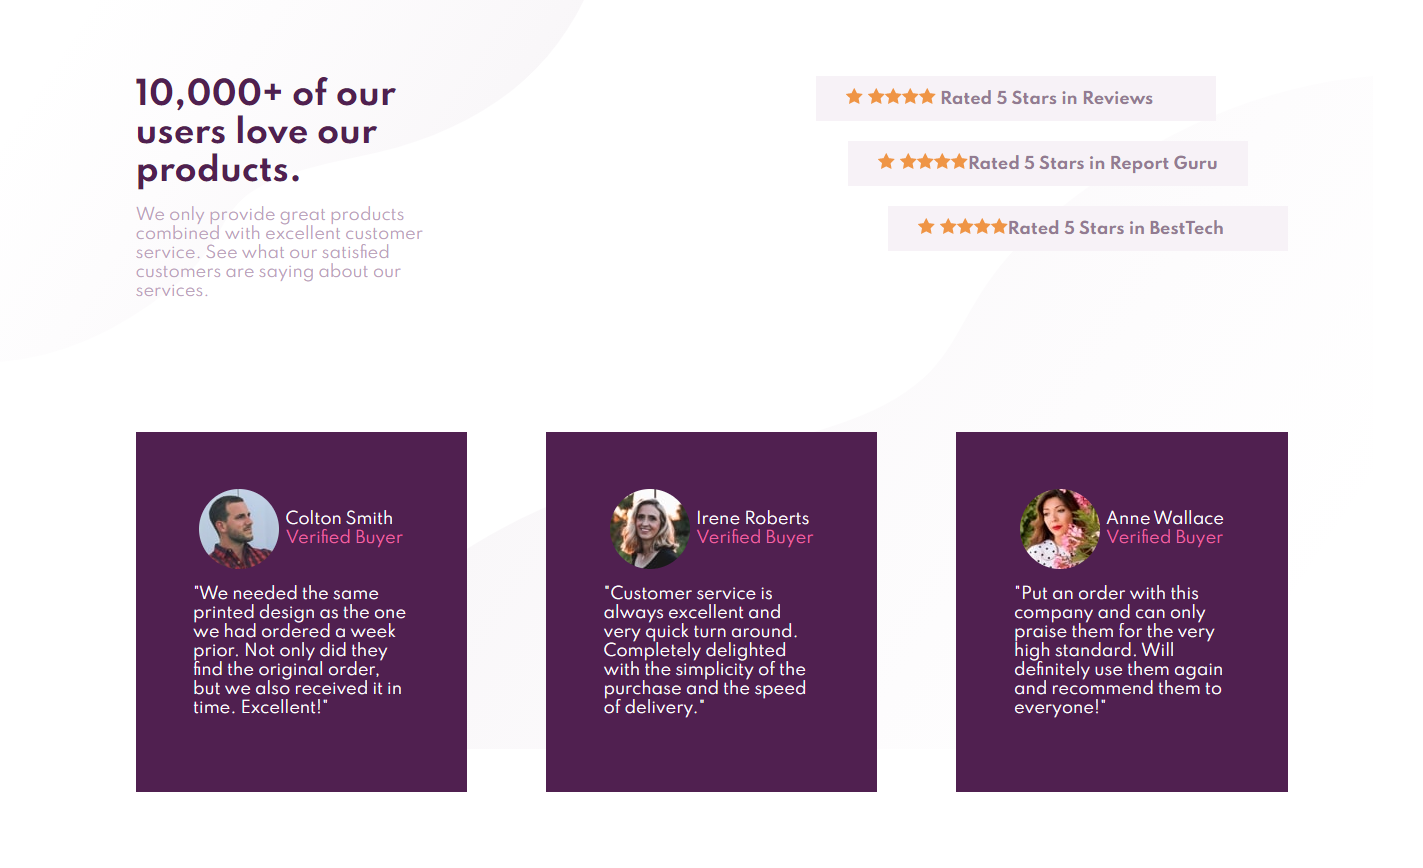 10,000+ of our
users love our
products.
We only provide great products
combined with excellent customer
service. See what our satisfied
customers are saying about our
services.
Rated 5 Stars in Reviews
Rated 5 Stars in Report Guru
Rated 5 Stars in BestTech
Colton Smith
Verified Buyer
"We needed the same
printed design as the one
we had ordered a week
prior. Not only did they
find the original order,
but we also received it in
time. Excellent!"
Irene Roberts
Verified Buyer
"Customer service is
always excellent and
very quick turn around.
Completely delighted
with the simplicity of the
purchase and the speed
of delivery."
Anne Wallace
Verified Buyer
"Put an order with this
company and can only
praise them for the very
high standard. Will
definitely use them again
and recommend them to
everyone!"